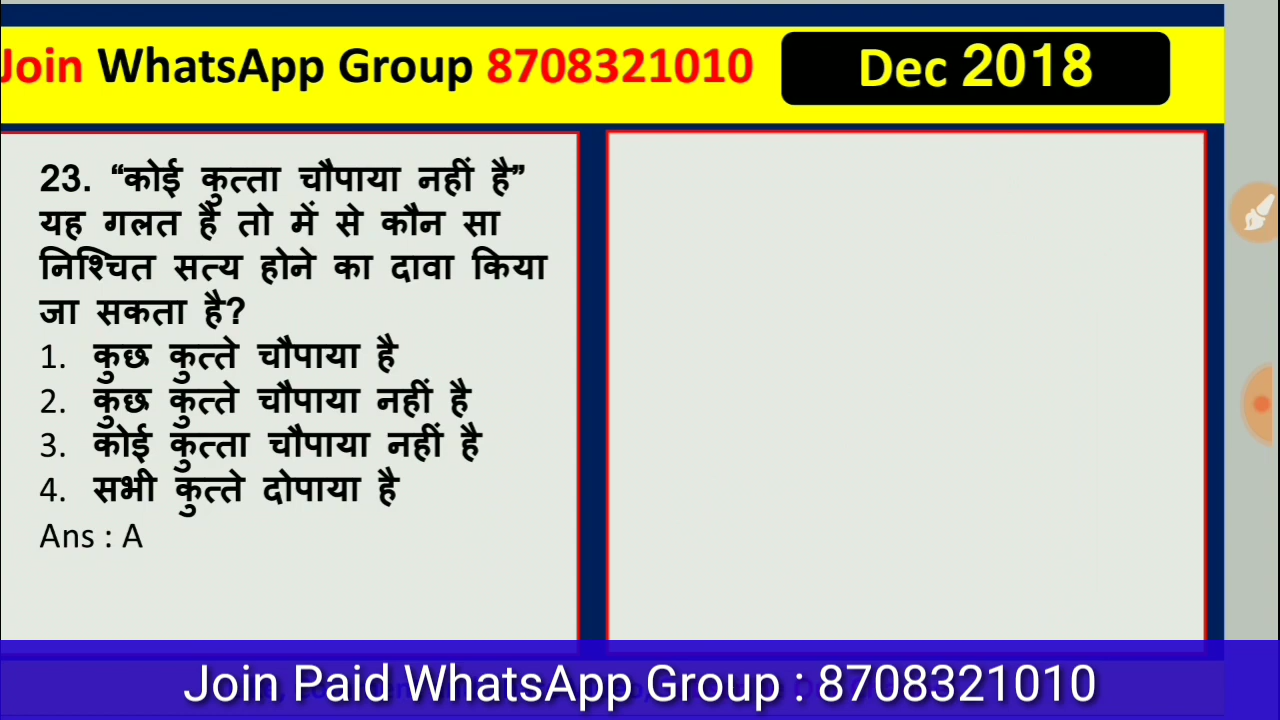 Join WhatsApp Group 8708321010
Dec 2018
23. “कोई कुत्ता चौपाया नहीं है”
यह गलत है तो में से कौन सा
निश्चित सत्य होने का दावा किया
जा सकता है?
1. कुछ कुत्ते चौपाया है
2. कुछ कुत्ते चौपाया नहीं है
3. कोई कुत्ता चौपाया नहीं है
4. सभी कुत्ते दोपाया है
Ans : A
Join Paid WhatsApp Group : 8708321010